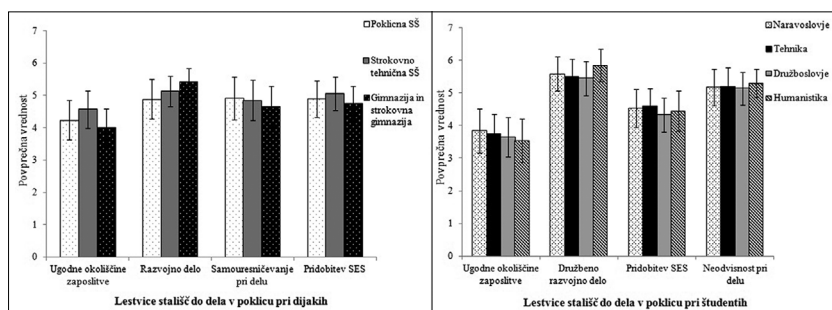 7
6
5
4
3
2
1
0
Povprečna vrednost
Poklicna SŠ
Strokovno
tehnična SŠ
Gimnazija in
strokovna
gimnazija
Ugodne okoliščine
zaposlitve
Razvojno delo
Samouresničevanje
pri delu
Pridobitev SES
Lestvice stališč do dela v poklicu pri dijakih
7
6
5
4
3
2
1
0
Povprečna vrednost
Naravoslovje
Tehnika
Družboslovje
Humanistika
Ugodne okoliščine
zaposlitve
Družbeno
razvojno delo
Pridobitev SES
Neodvisnost pri
delu
Lestvice stališč do dela v poklicu pri študentih